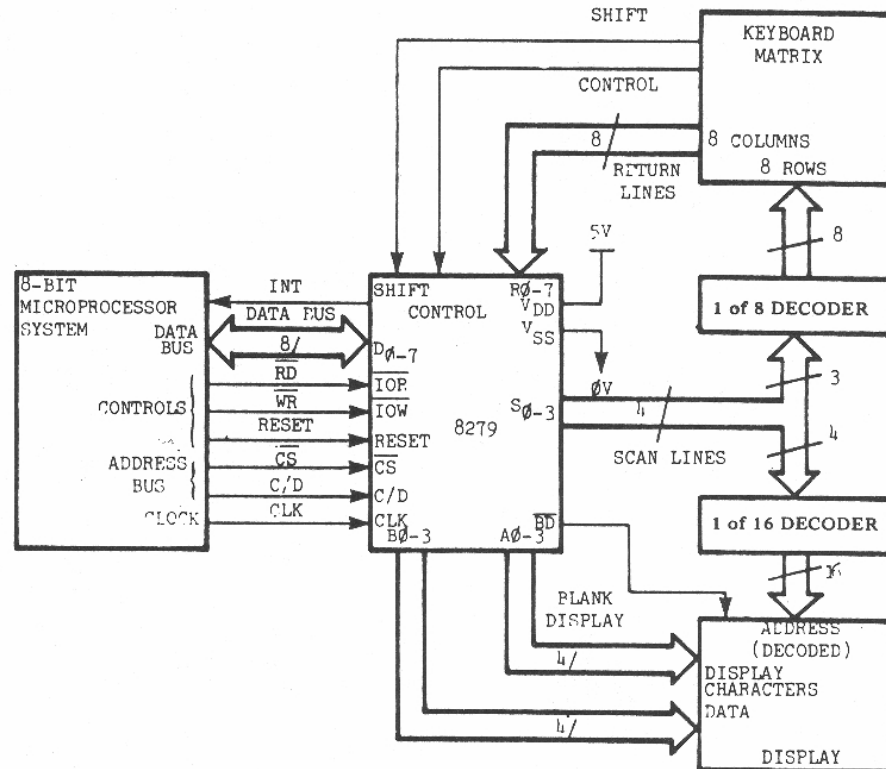 SHIFT
KEYBOARD
MATRIX
CONTROL
8
8 COLUMNS
RETURN
LINES
8 ROWS
8
5V
8-BIT
MICROPROCESSOR
SYSTEM
INT
SHIFT
RØ-7
1 of 8 DECODER
DATA BUS
CONTROL
VDD
DATA
BUS
8/
DØ-7
VSS
RD
IOR
ØV
3
CONTROLS
WR
IOW
SØ-3
4
RESET
RESET
8279
4
SCAN LINES
ADDRESS
BUS
CS
CS
C/D
C/D
1 of 16 DECODER
CLOCK
CLK
CLK
BD
BØ-3
AØ-3
16
BLANK
DISPLAY
ADDRESS
(DECODED)
4/
DISPLAY
CHARACTERS
DATA
4/
DISPLAY